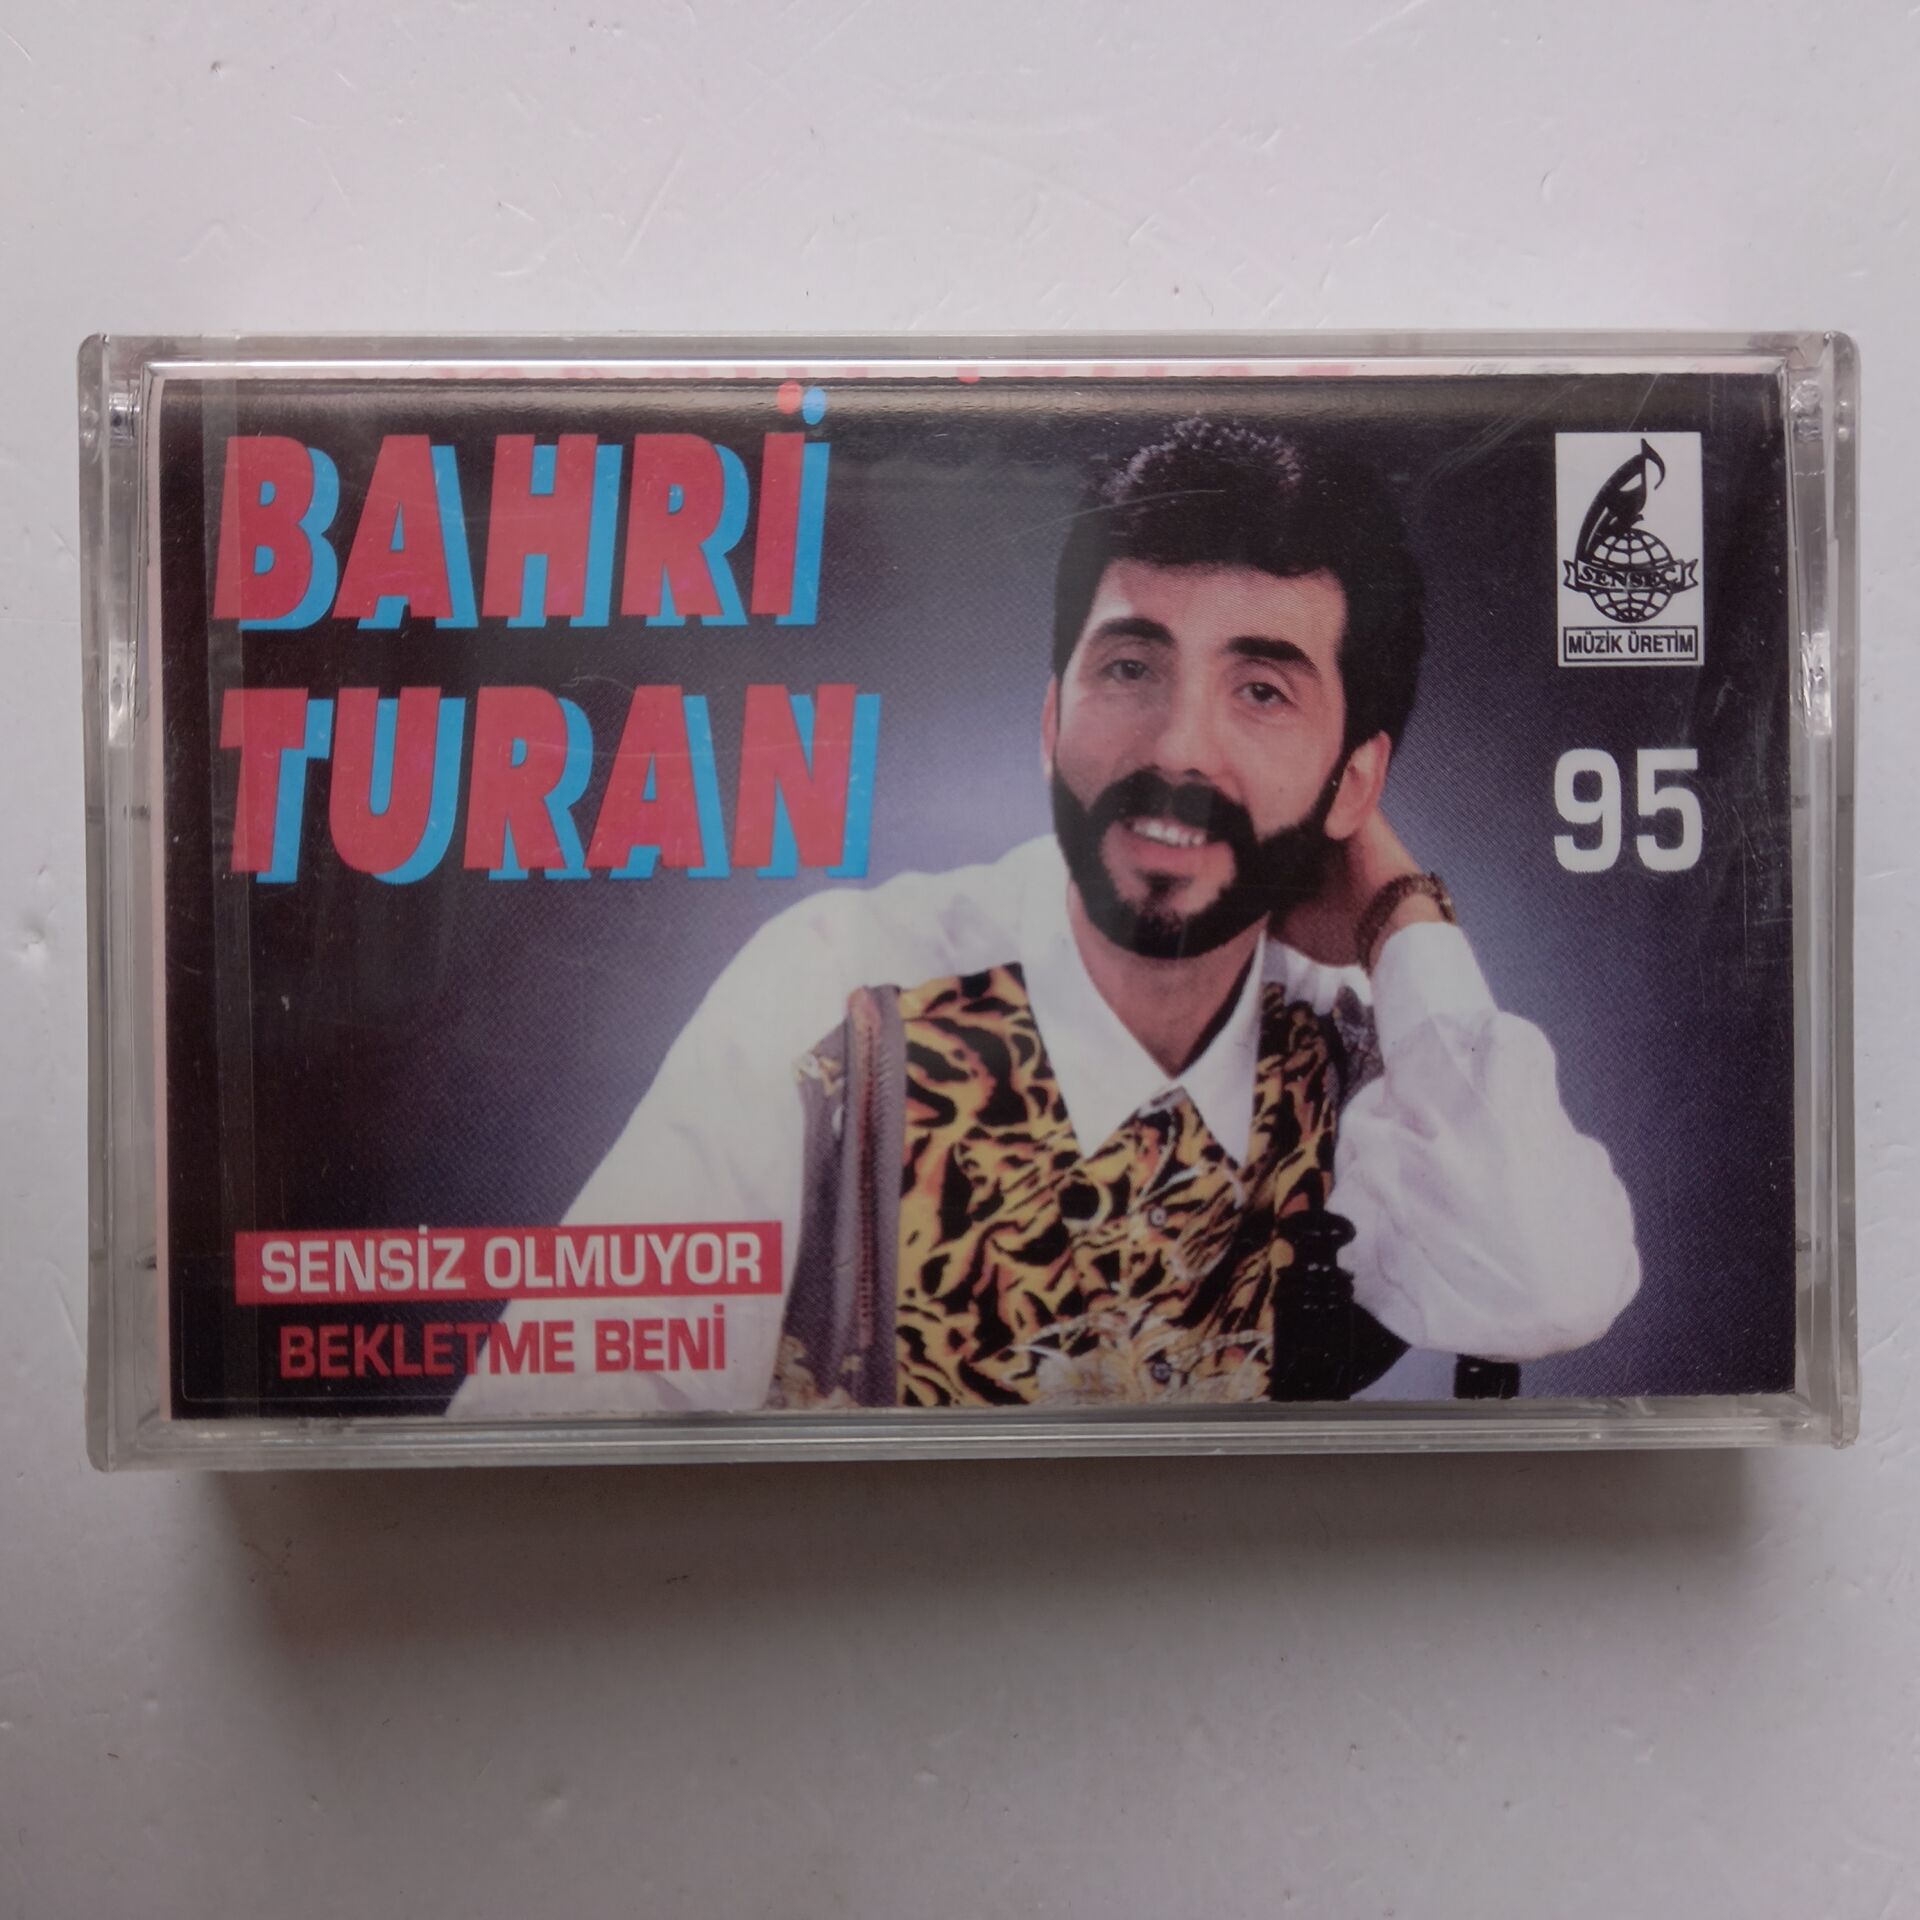 BAHRİ
TURAN
SENSEÇ
MÜZİK ÜRETİM
95
SENSİZ OLMUYOR
BEKLETME BENİ